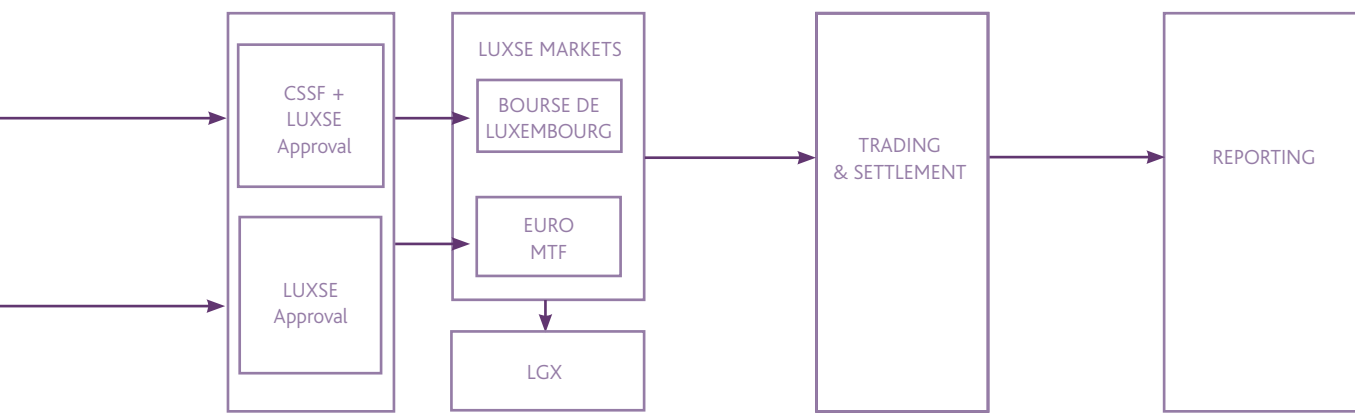 CSSF +
LUXSE
Approval
LUXSE
Approval
LUXSE MARKETS
BOURSE DE
LUXEMBOURG
EURO
MTF
LGX
TRADING
& SETTLEMENT
REPORTING